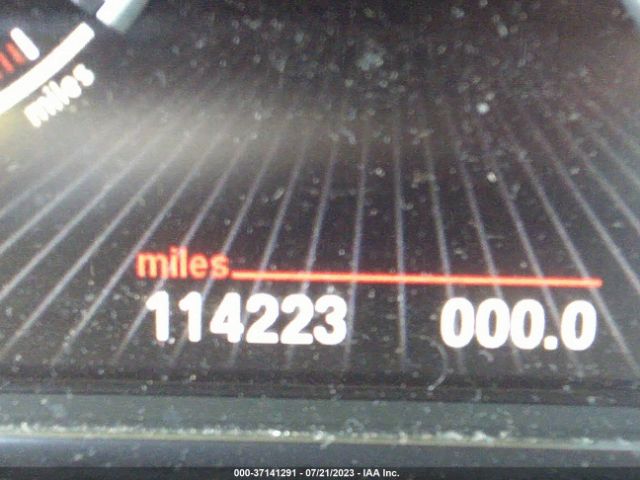 miles
miles
114223 000.0
000-37141291 - 07/21/2023 - IAA Inc.